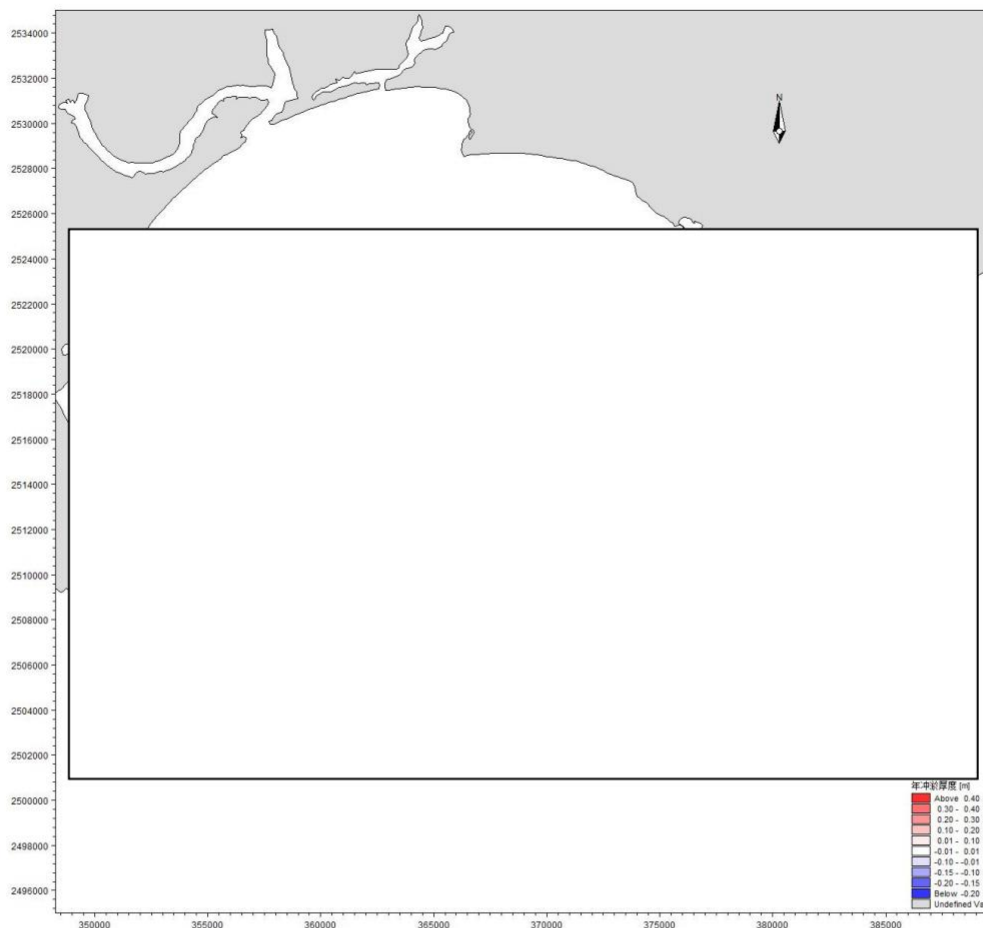 2534000
2532000
2530000
2528000
2526000
2524000
2522000
2520000
2518000
2516000
2514000
2512000
2510000
2508000
2506000
2504000
2502000
2500000
2498000
2496000
N
年冲淤厚度 [m]
Above 0.40
0.30 - 0.40
0.20 - 0.30
0.10 - 0.20
0.01 - 0.10
-0.01 - 0.01
-0.10 - -0.01
-0.15 - -0.10
-0.20 - -0.15
Below -0.20
Undefined Va
350000 355000 360000 365000 370000 375000 380000 385000